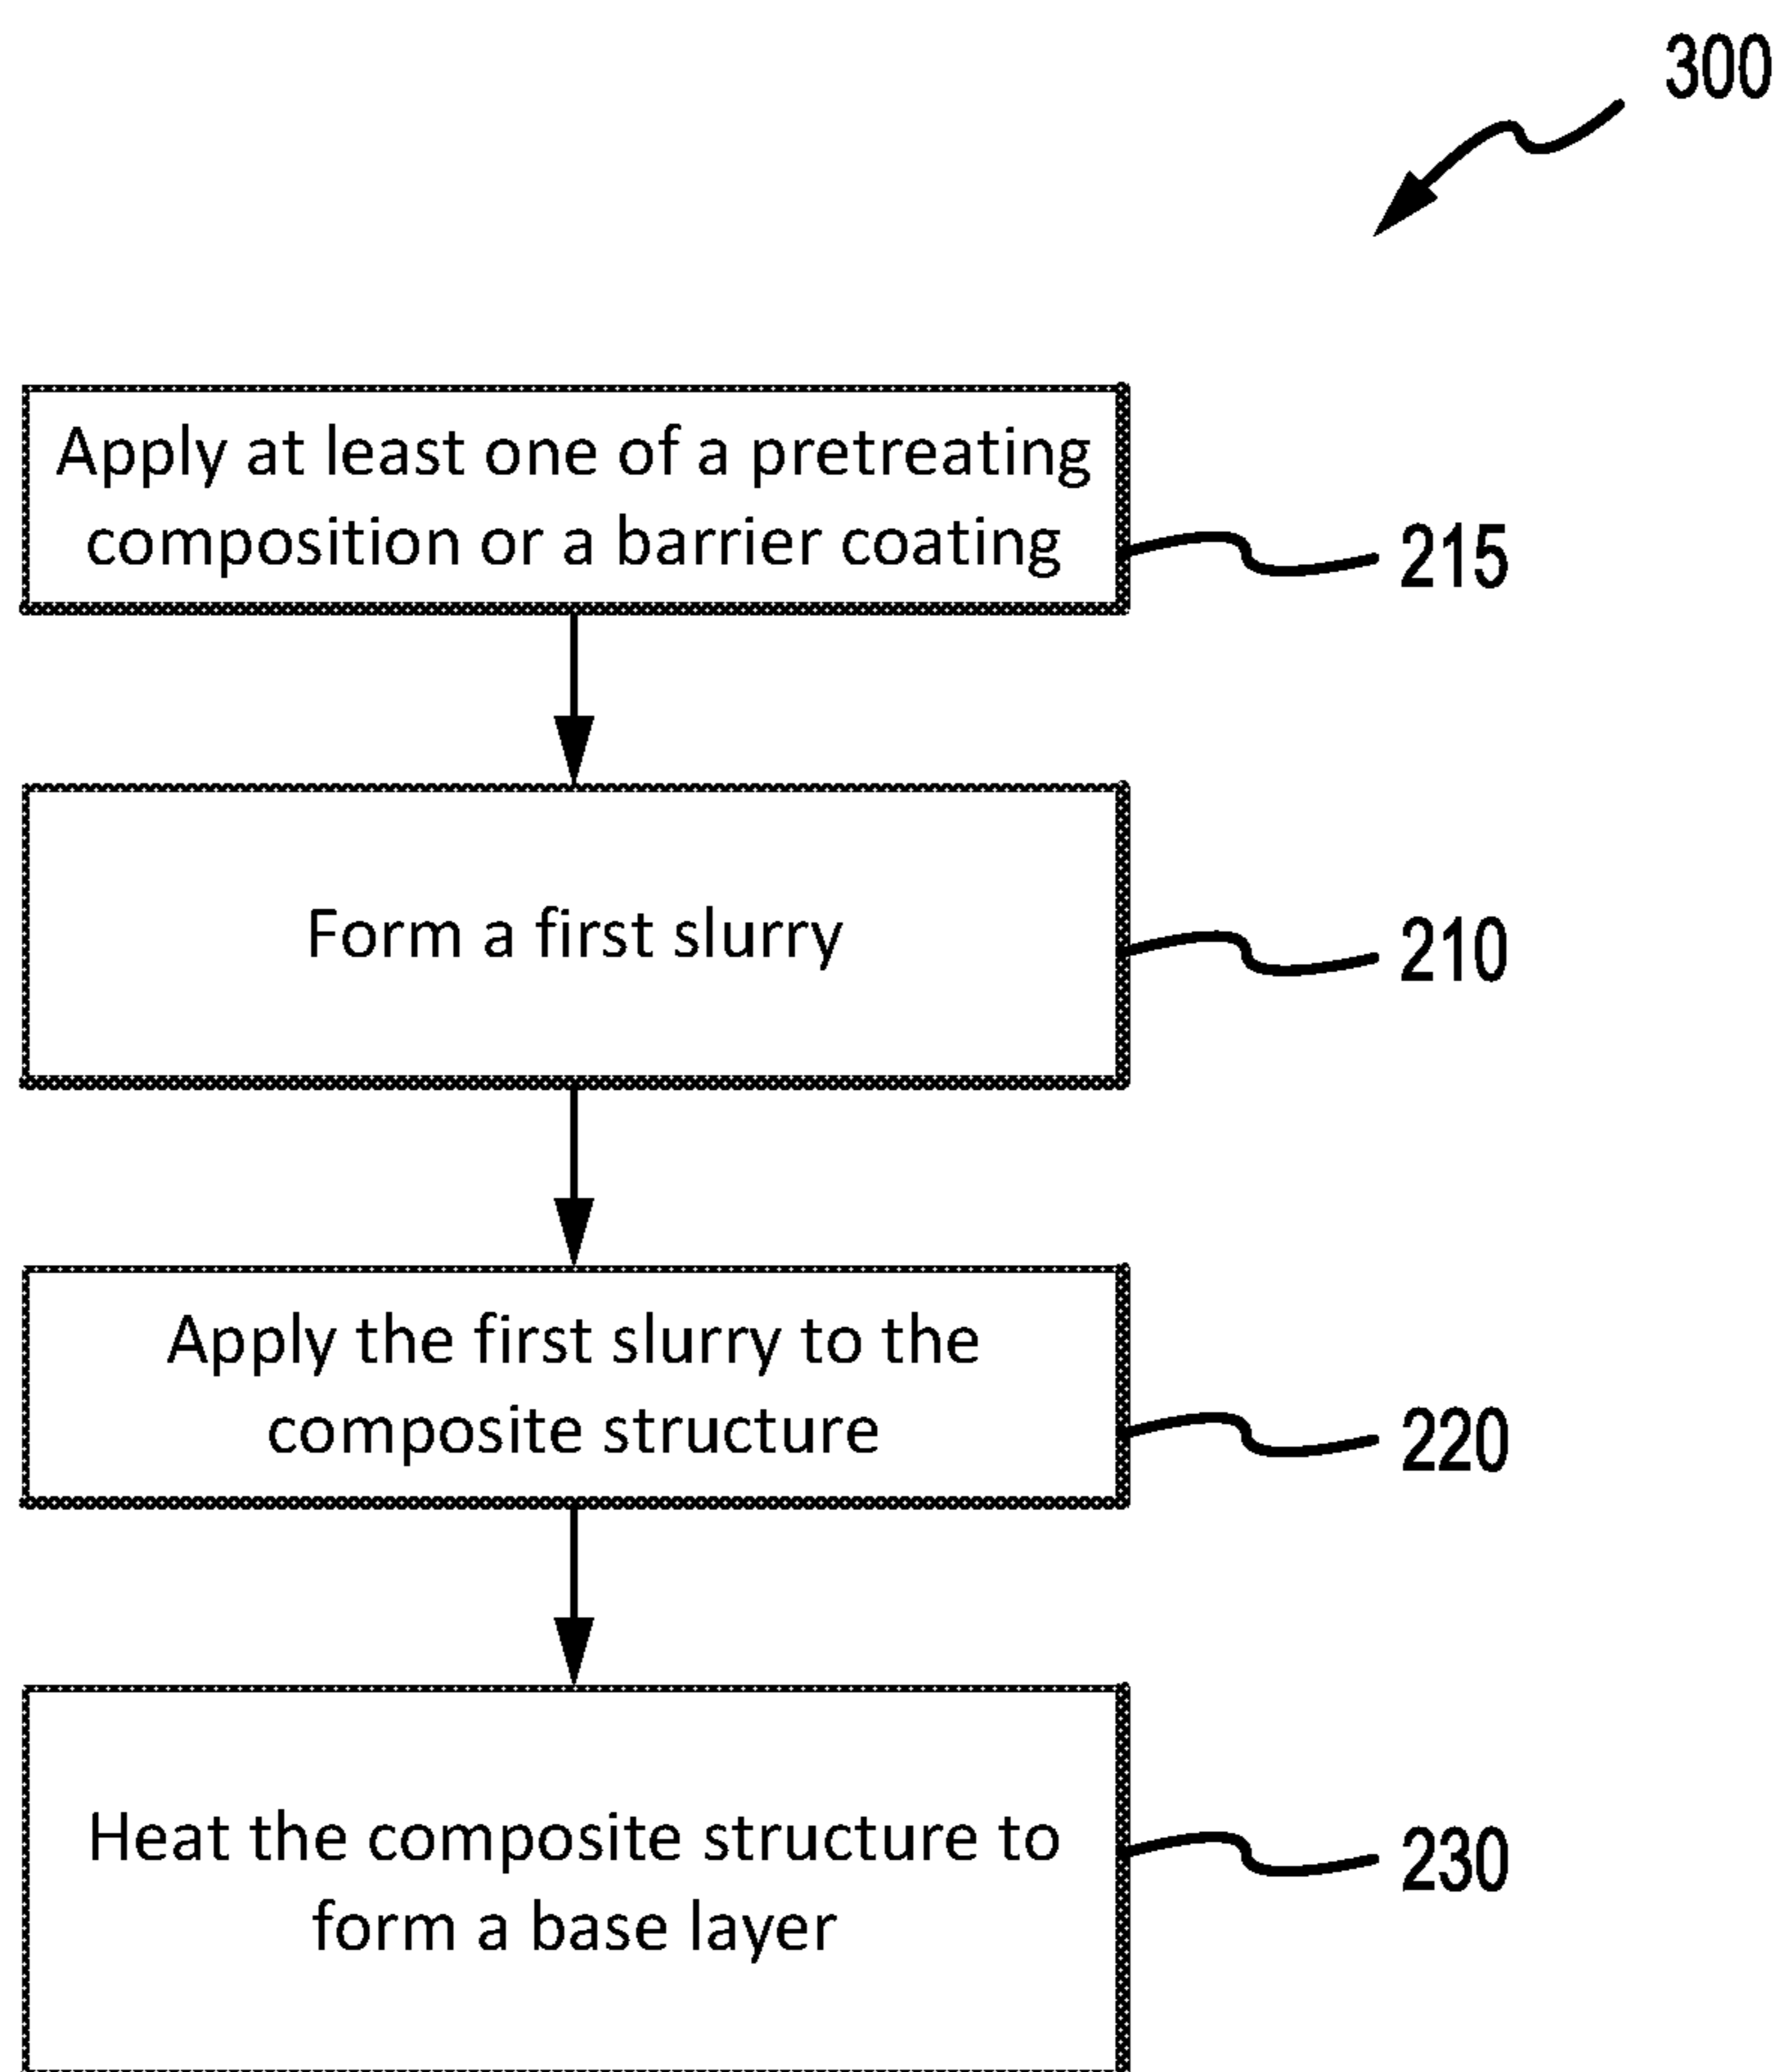 300
Apply at least one of a pretreating
composition or a barrier coating
215
Form a first slurry
210
Apply the first slurry to the
composite structure
220
Heat the composite structure to
form a base layer
230